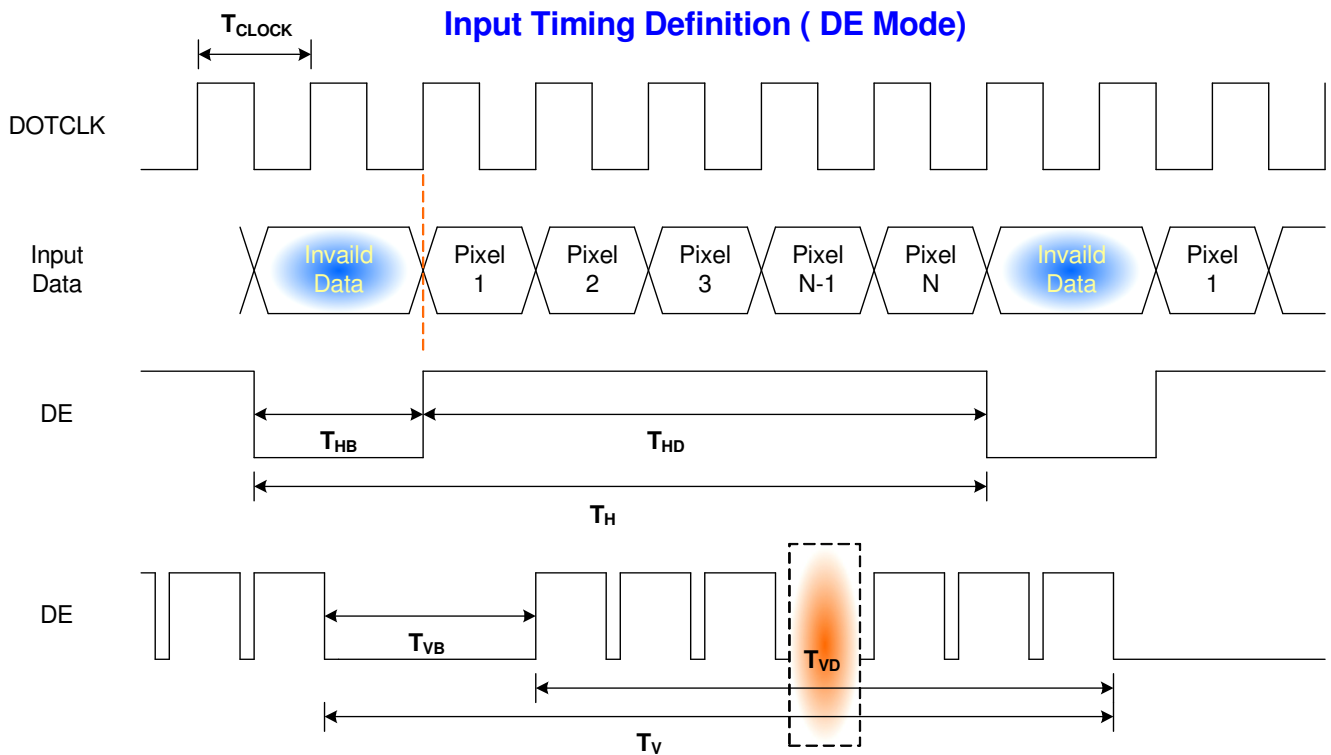 Input Timing Definition ( DE Mode)
TCLOCK
DOTCLK
Input
Data
Invaild
Data
Pixel
1
Pixel
2
Pixel
3
Pixel
N-1
Pixel
N
Invaild
Data
Pixel
1
DE
THB
THD
TH
DE
TVB
TVD
TV